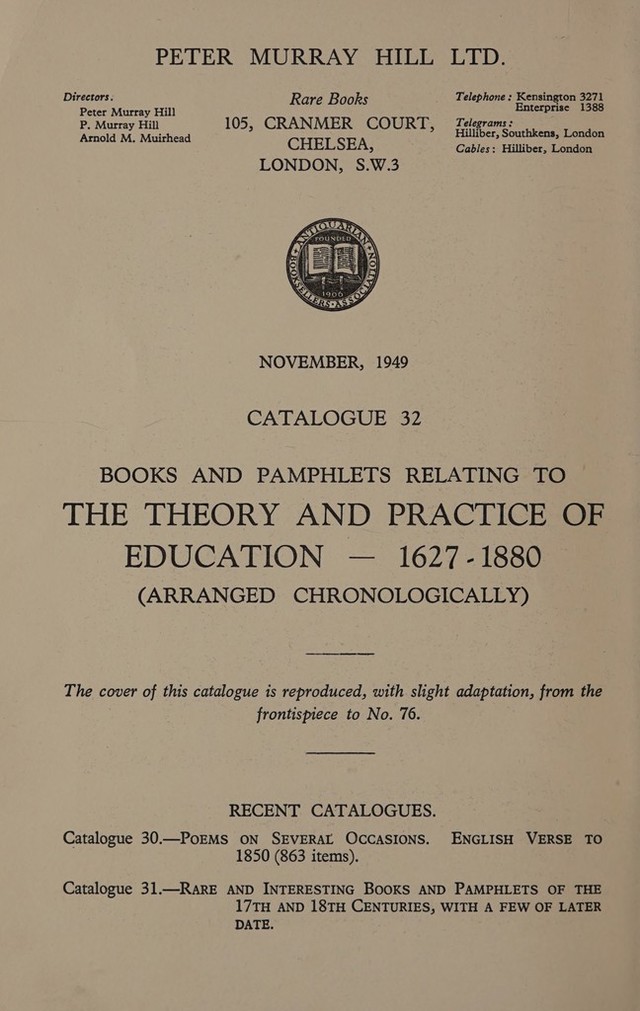 PETER MURRAY HILL LTD.
Directors:
Peter Murray Hill
P. Murray Hill
Arnold M. Muirhead
Rare Books
105, CRANMER COURT,
CHELSEA,
LONDON, S.W.3
Telephone: Kensington 3271
Enterprise 1388
Telegrams:
Hilliber, Southkens, London
Cables: Hilliber, London
ANTIQUARIAN BOOKSELLERS ASSOCIATION
FOUNDED
1906
NOVEMBER, 1949
CATALOGUE 32
BOOKS AND PAMPHLETS RELATING TO
THE THEORY AND PRACTICE OF
EDUCATION — 1627-1880
(ARRANGED CHRONOLOGICALLY)
The cover of this catalogue is reproduced, with slight adaptation, from the
frontispiece to No. 76.
RECENT CATALOGUES.
Catalogue 30.—POEMS ON SEVERAL OCCASIONS. ENGLISH VERSE TO
1850 (863 items).
Catalogue 31.—RARE AND INTERESTING BOOKS AND PAMPHLETS OF THE
17TH AND 18TH CENTURIES, WITH A FEW OF LATER
DATE.